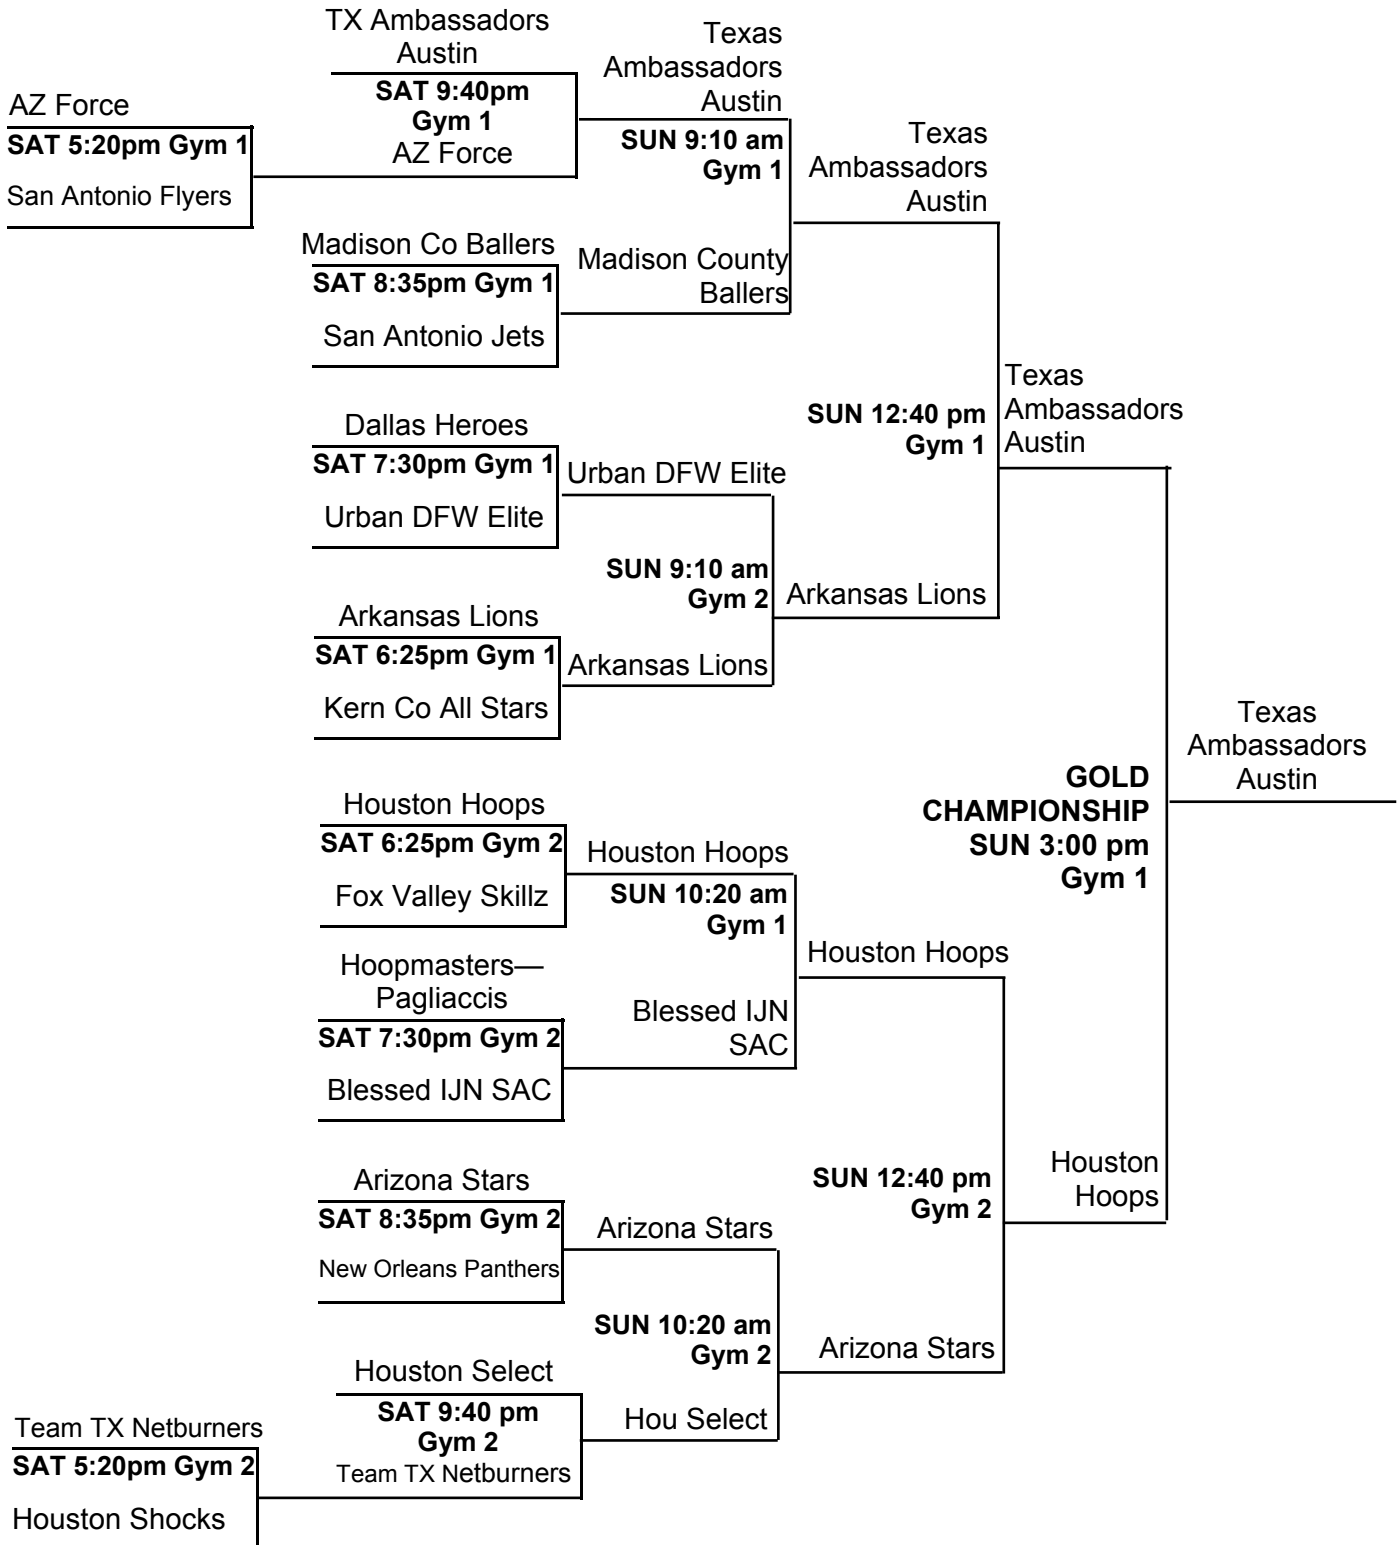 TX Ambassadors
Austin
SAT 9:40pm
Gym 1
AZ Force
AZ Force
SAT 5:20pm Gym 1
San Antonio Flyers
Texas
Ambassadors
Austin
SUN 9:10 am
Gym 1
Madison Co Ballers
SAT 8:35pm Gym 1
San Antonio Jets
Madison County
Ballers
Texas
Ambassadors
Austin
Dallas Heroes
SAT 7:30pm Gym 1
Urban DFW Elite
Urban DFW Elite
SUN 9:10 am
Gym 2
Arkansas Lions
SAT 6:25pm Gym 1
Kern Co All Stars
Arkansas Lions
SUN 12:40 pm
Gym 1
Arkansas Lions
Texas
Ambassadors
Austin
Houston Hoops
SAT 6:25pm Gym 2
Fox Valley Skillz
Houston Hoops
SUN 10:20 am
Gym 1
Hoopmasters—
Pagliaccis
SAT 7:30pm Gym 2
Blessed IJN SAC
Blessed IJN
SAC
Houston Hoops
GOLD
CHAMPIONSHIP
SUN 3:00 pm
Gym 1
Texas
Ambassadors
Austin
Arizona Stars
SAT 8:35pm Gym 2
New Orleans Panthers
Arizona Stars
SUN 10:20 am
Gym 2
SUN 12:40 pm
Gym 2
Houston
Hoops
Arizona Stars
Houston Select
SAT 9:40 pm
Gym 2
Team TX Netburners
Hou Select
Team TX Netburners
SAT 5:20pm Gym 2
Houston Shocks